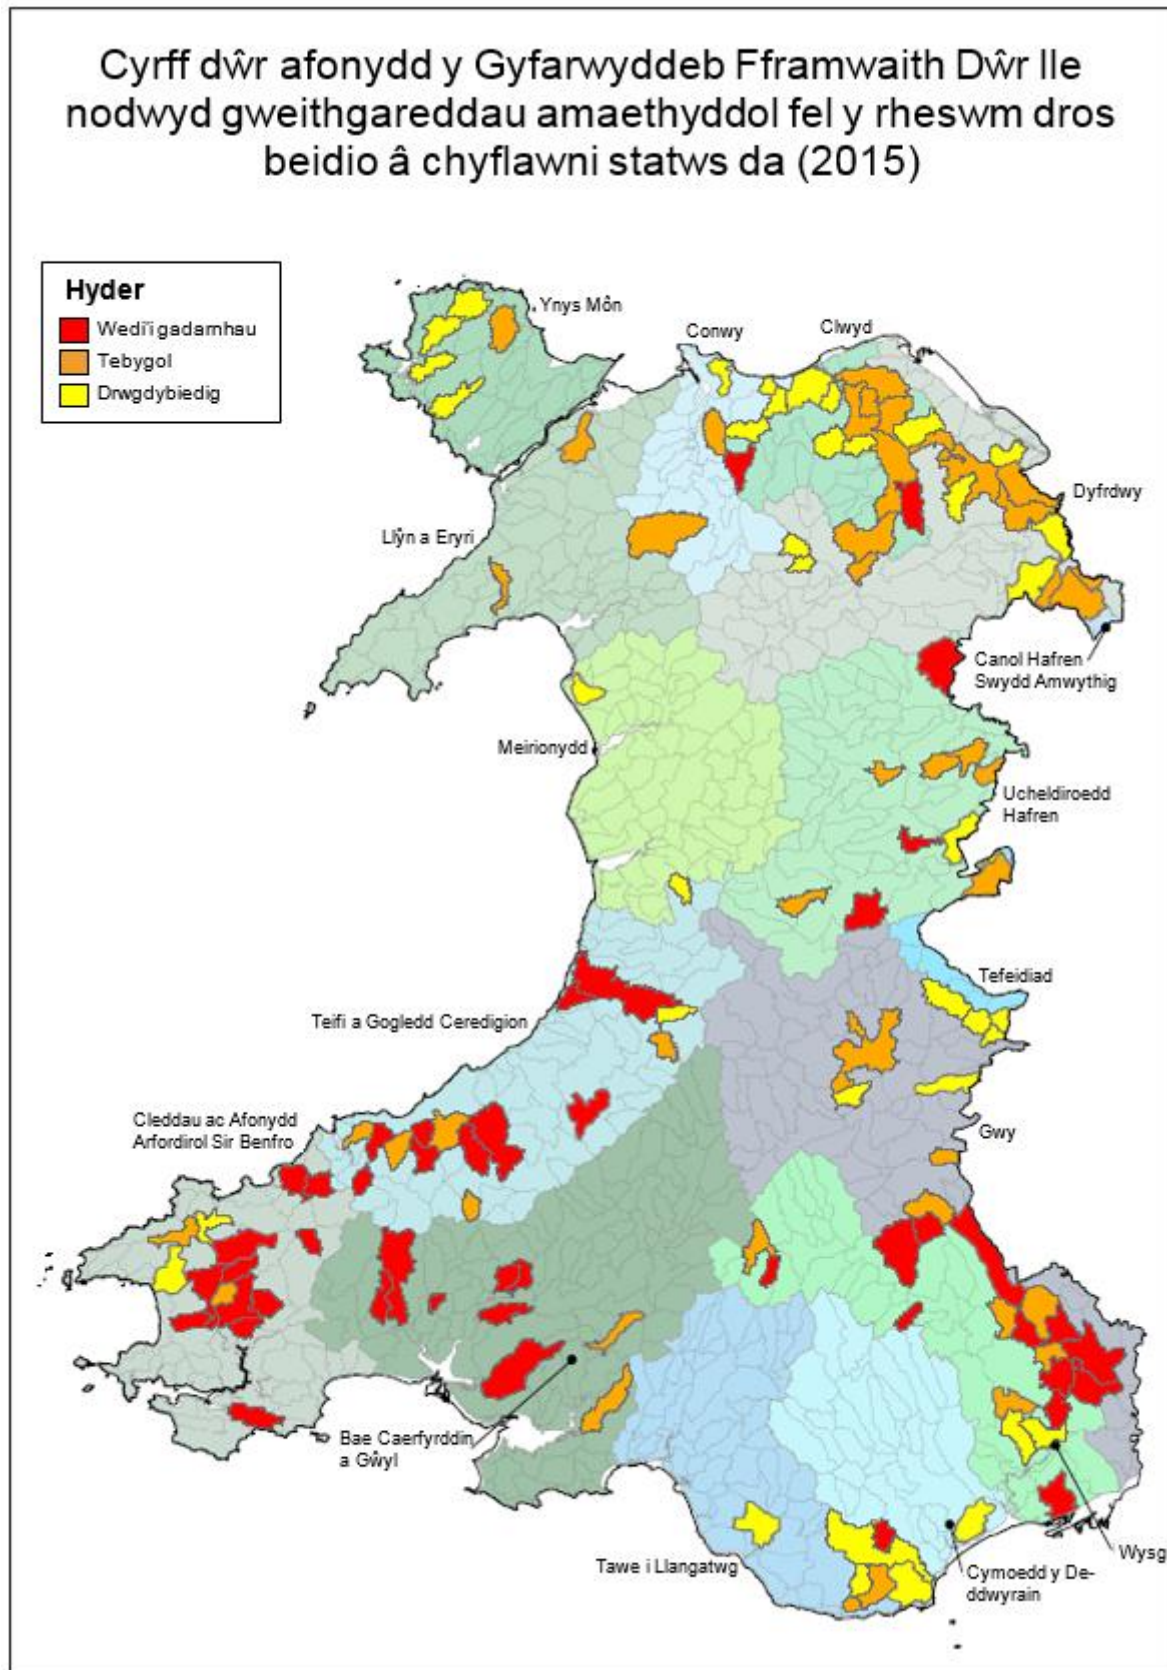 Cyrff dŵr afonydd y Gyfarwyddeb Fframwaith Dŵr lle
nodwyd gweithgareddau amaethyddol fel y rheswm dros
beidio â chyflawni statws da (2015)
Hyder
Wedi'i gadarnhau
Tebygol
Drwgdybiedig
Ynys Môn
Conwy
Clwyd
Dyfrdwy
Llŷn a Eryri
Canol Hafren
Swydd Amwythig
Meirionydd
Ucheldiroedd
Hafren
Tefeidiad
Teifi a Gogledd Ceredigion
Cleddau ac Afonydd
Arfordirol Sir Benfro
Gwy
Bae Caerfyrddin
a Gŵyl
Wysg
Tawe i Llangatwg
Cymoedd y De-
ddwyrain